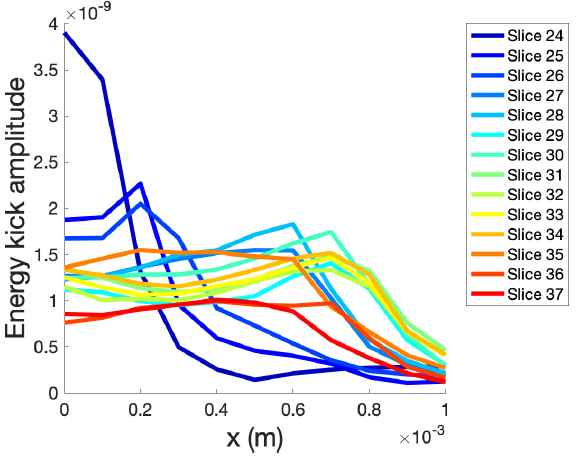 ×10⁻⁹
4
3.5
3
2.5
2
1.5
1
0.5
0
Energy kick amplitude
0 0.2 0.4 0.6 0.8 1
x (m)
×10⁻³
Slice 24
Slice 25
Slice 26
Slice 27
Slice 28
Slice 29
Slice 30
Slice 31
Slice 32
Slice 33
Slice 34
Slice 35
Slice 36
Slice 37